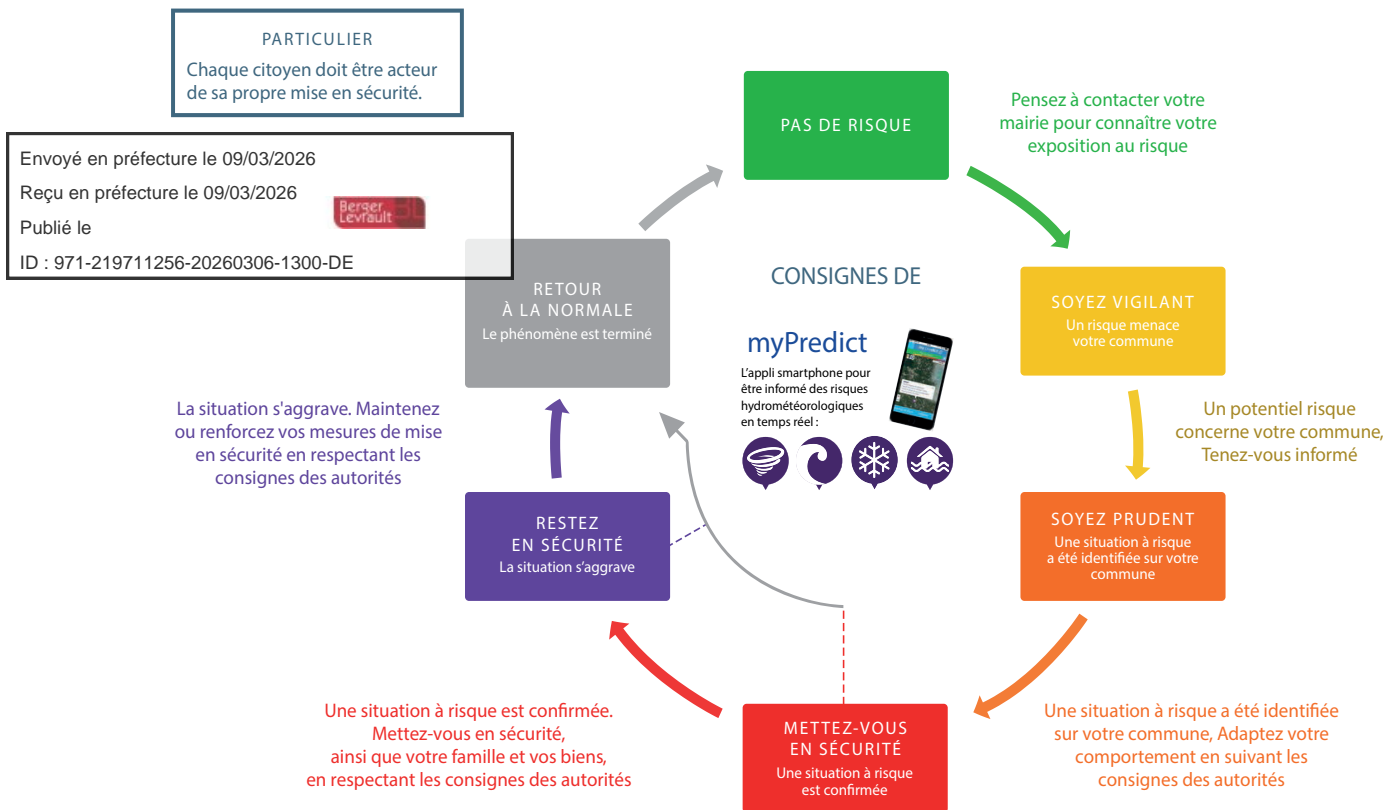 PARTICULIER
Chaque citoyen doit être acteur
de sa propre mise en sécurité.
Envoyé en préfecture le 09/03/2026
Reçu en préfecture le 09/03/2026
Publié le
Berger
Levrault
ID : 971-219711256-20260306-1300-DE
PAS DE RISQUE
Pensez à contacter votre
mairie pour connaître votre
exposition au risque
RETOUR
À LA NORMALE
Le phénomène est terminé
CONSIGNES DE
SOYEZ VIGILANT
Un risque menace
votre commune
myPredict
L'appli smartphone pour
être informé des risques
hydrométéorologiques
en temps réel :
La situation s'aggrave. Maintenez
ou renforcez vos mesures de mise
en sécurité en respectant les
consignes des autorités
Un potentiel risque
concerne votre commune,
Tenez-vous informé
RESTEZ
EN SÉCURITÉ
La situation s'aggrave
SOYEZ PRUDENT
Une situation à risque
a été identifiée sur votre
commune
Une situation à risque est confirmée.
Mettez-vous en sécurité,
ainsi que votre famille et vos biens,
en respectant les consignes des autorités
METTEZ-VOUS
EN SÉCURITÉ
Une situation à risque
est confirmée
Une situation à risque a été identifiée
sur votre commune, Adaptez votre
comportement en suivant les
consignes des autorités